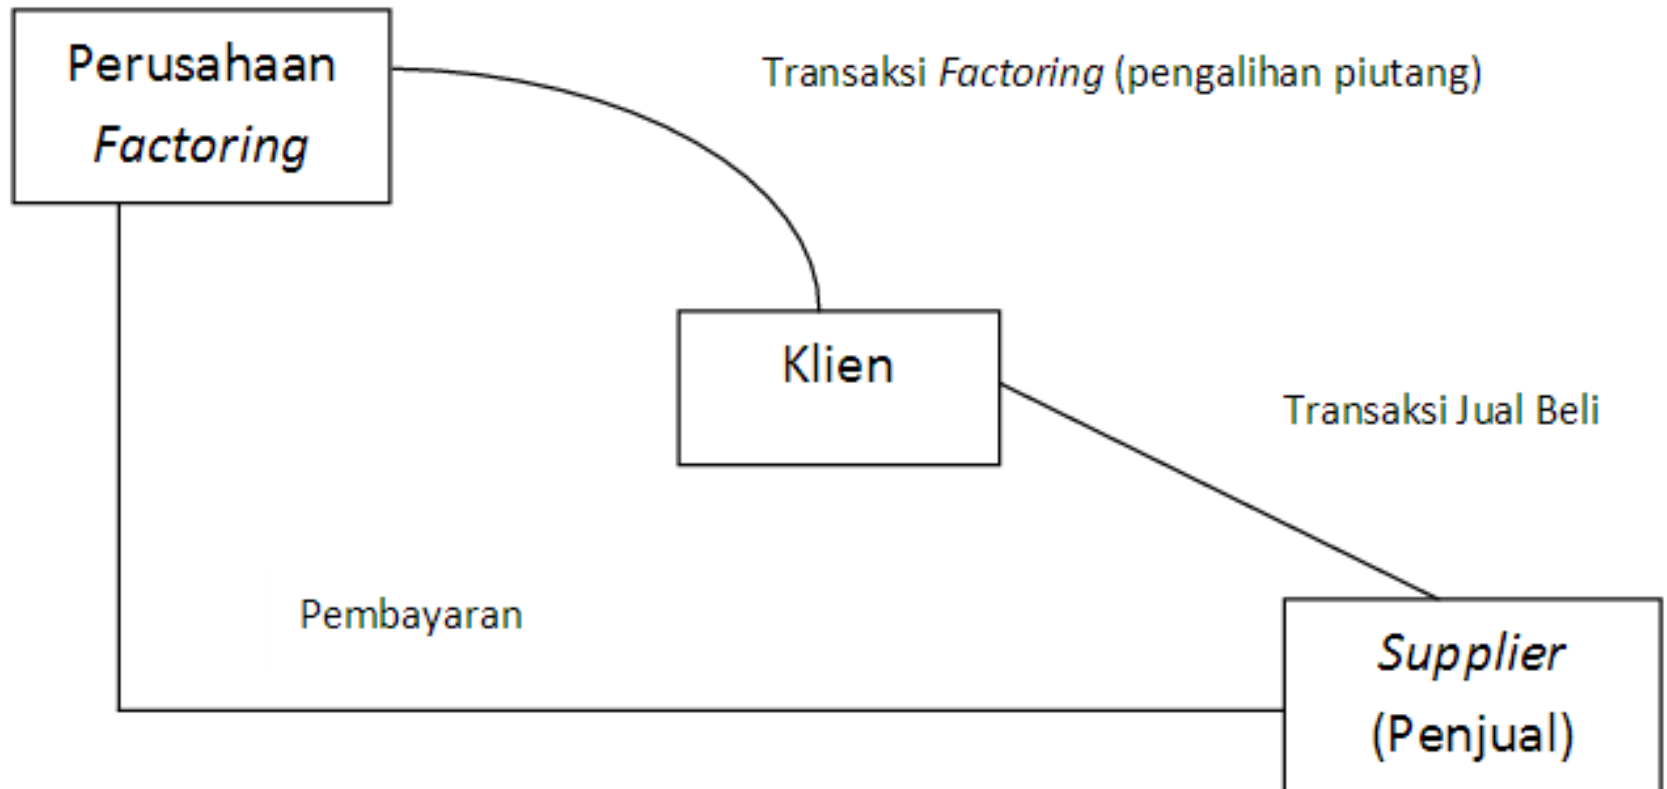 Perusahaan
Factoring
Transaksi Factoring (pengalihan piutang)
Klien
Transaksi Jual Beli
Pembayaran
Supplier
(Penjual)